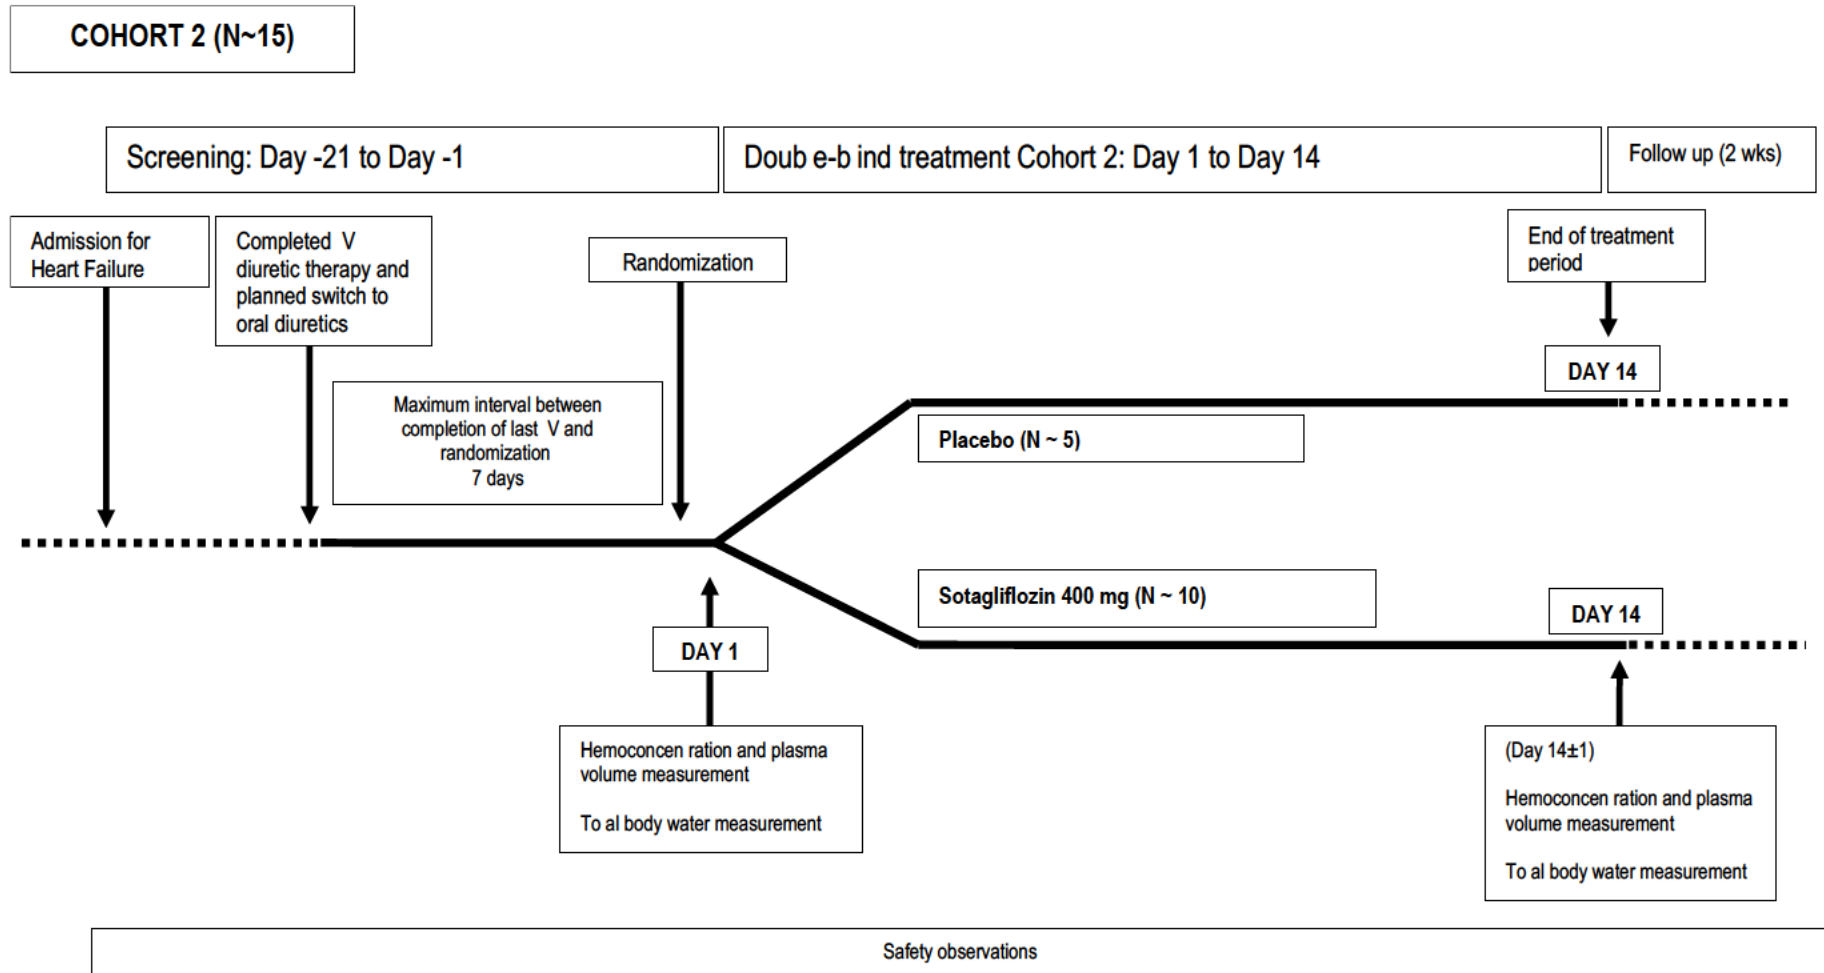 COHORT 2 (N~15)
Screening: Day -21 to Day -1
Doub e-b ind treatment Cohort 2: Day 1 to Day 14
Follow up (2 wks)
Admission for
Heart Failure
Completed V
diuretic therapy and
planned switch to
oral diuretics
Randomization
End of treatment
period
Maximum interval between
completion of last V and
randomization
7 days
DAY 14
Placebo (N ~ 5)
Sotagliflozin 400 mg (N ~ 10)
DAY 14
DAY 1
Hemoconcen ration and plasma
volume measurement
To al body water measurement
(Day 14±1)
Hemoconcen ration and plasma
volume measurement
To al body water measurement
Safety observations